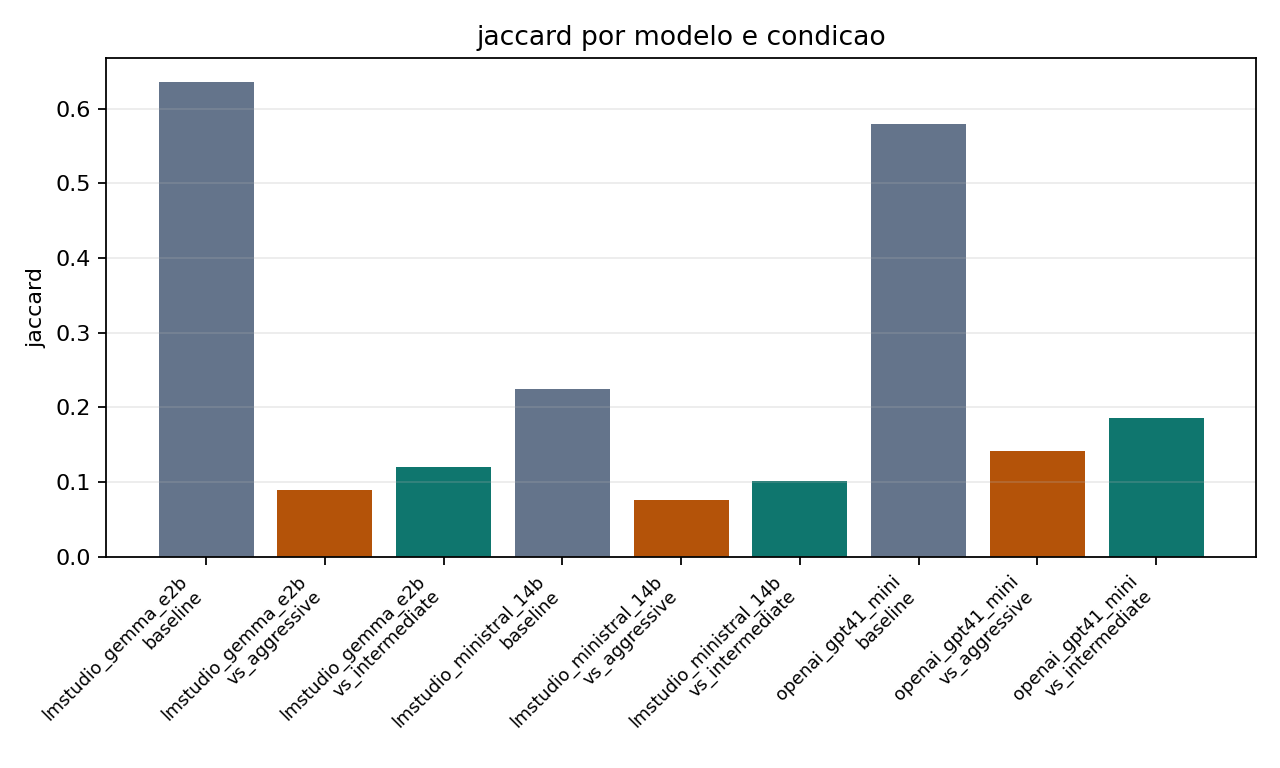 jaccard por modelo e condicao
jaccard
0.6
0.5
0.4
0.3
0.2
0.1
0.0
lmstudio_gemma_e2b
baseline
lmstudio_gemma_e2b
vs_aggressive
lmstudio_gemma_e2b
vs_intermediate
lmstudio_ministral_14b
baseline
lmstudio_ministral_14b
vs_aggressive
lmstudio_ministral_14b
vs_intermediate
openai_gpt41_mini
baseline
openai_gpt41_mini
vs_aggressive
openai_gpt41_mini
vs_intermediate